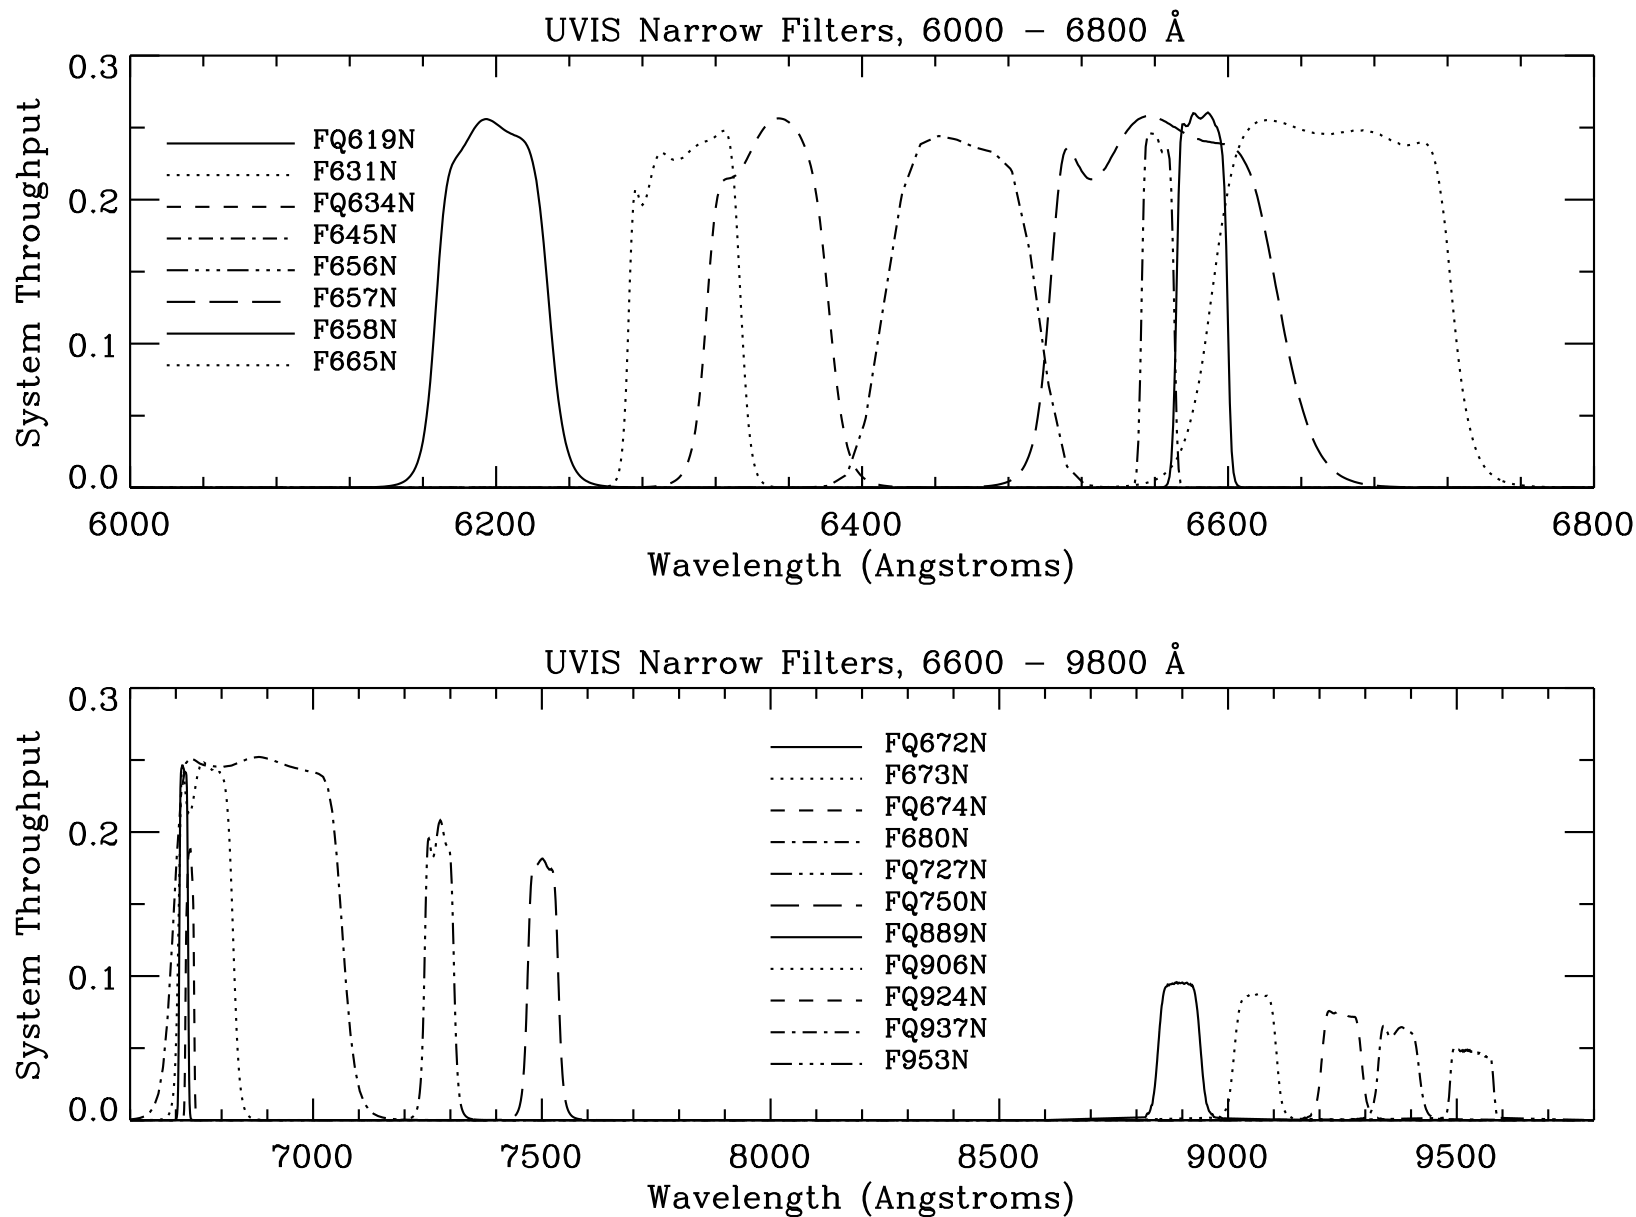 UVIS Narrow Filters, 6000 − 6800 Å
0.3
0.2
0.1
0.0
System Throughput
FQ619N
F631N
FQ634N
F645N
F656N
F657N
F658N
F665N
6000 6200 6400 6600 6800
Wavelength (Angstroms)
UVIS Narrow Filters, 6600 − 9800 Å
0.3
0.2
0.1
0.0
System Throughput
FQ672N
F673N
FQ674N
F680N
FQ727N
FQ750N
FQ889N
FQ906N
FQ924N
FQ937N
F953N
7000 7500 8000 8500 9000 9500
Wavelength (Angstroms)